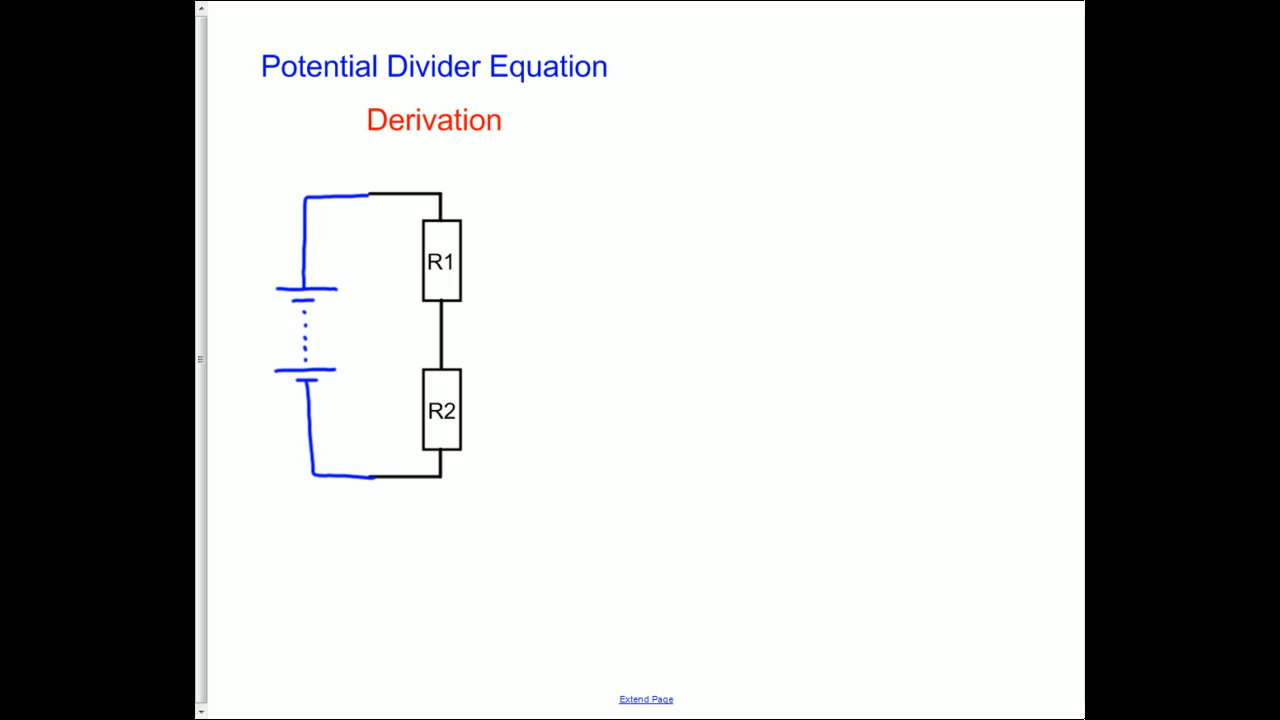 Potential Divider Equation
Derivation
R1
R2
Extend Page